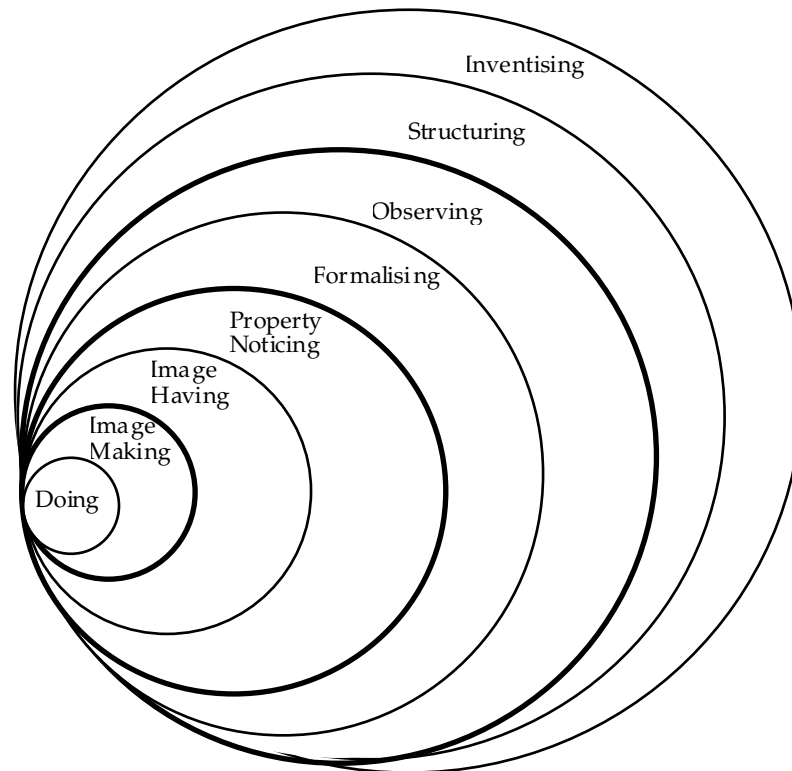 Inventising
Structuring
Observing
Formalising
Property
Noticing
Image
Having
Image
Making
Doing